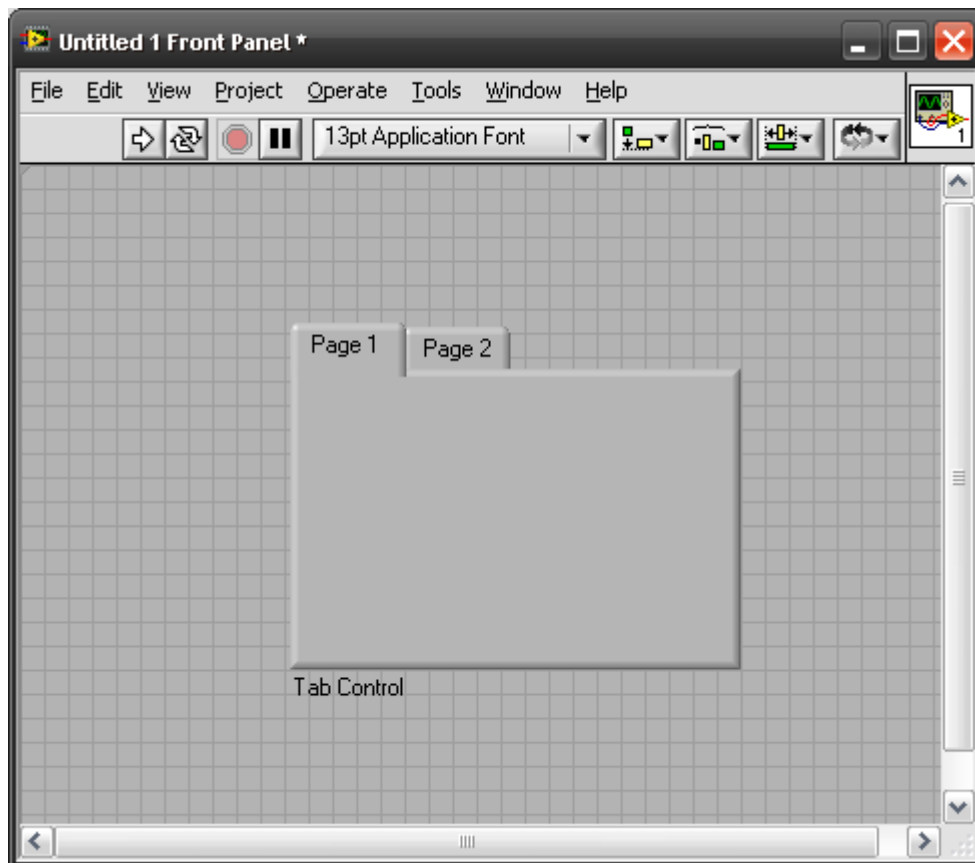 Untitled 1 Front Panel *
File Edit View Project Operate Tools Window Help
13pt Application Font
1
Page 1 Page 2
Tab Control